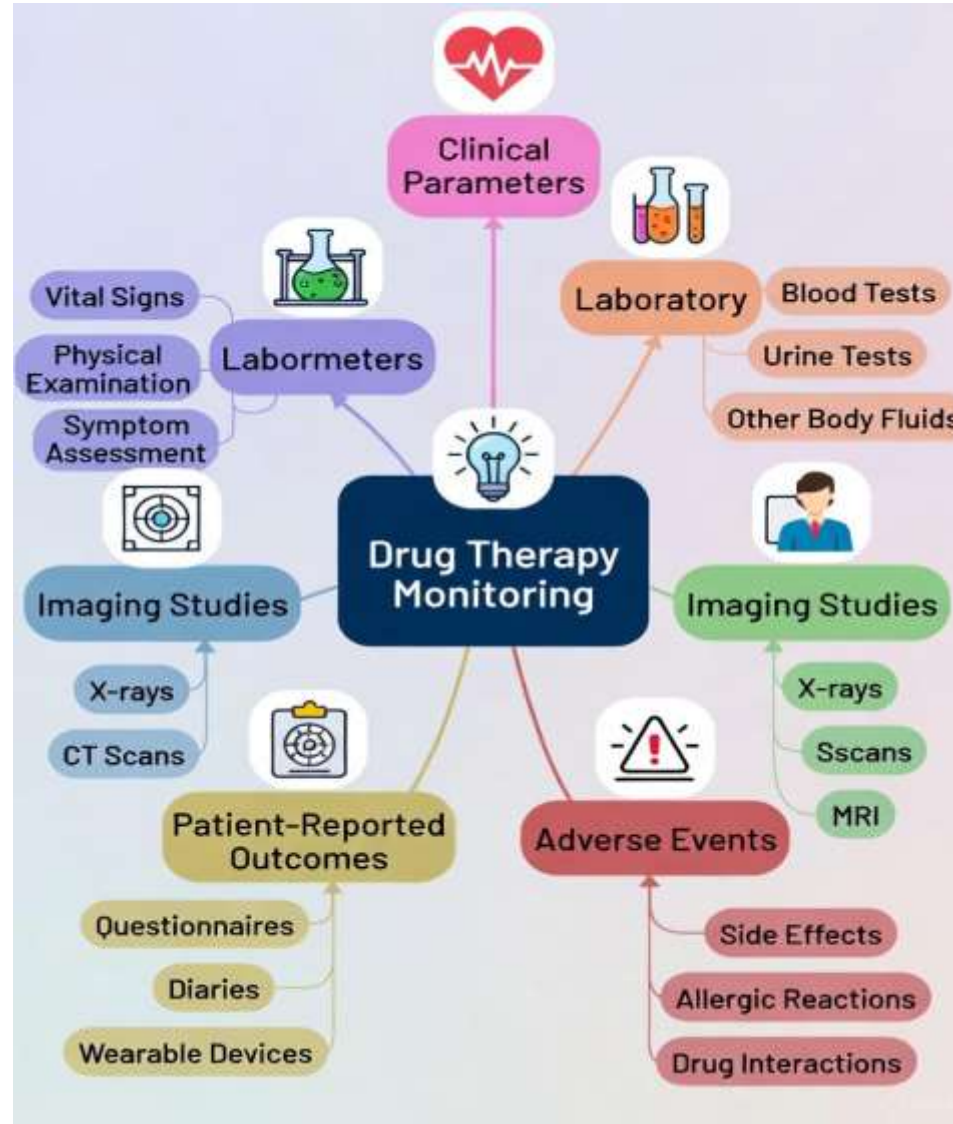 Clinical
Parameters
Laboratory
Blood Tests
Urine Tests
Other Body Fluids
Labormeters
Vital Signs
Physical
Examination
Symptom
Assessment
Drug Therapy
Monitoring
Imaging Studies
X-rays
CT Scans
Imaging Studies
X-rays
Sscans
MRI
Patient-Reported
Outcomes
Questionnaires
Diaries
Wearable Devices
Adverse Events
Side Effects
Allergic Reactions
Drug Interactions